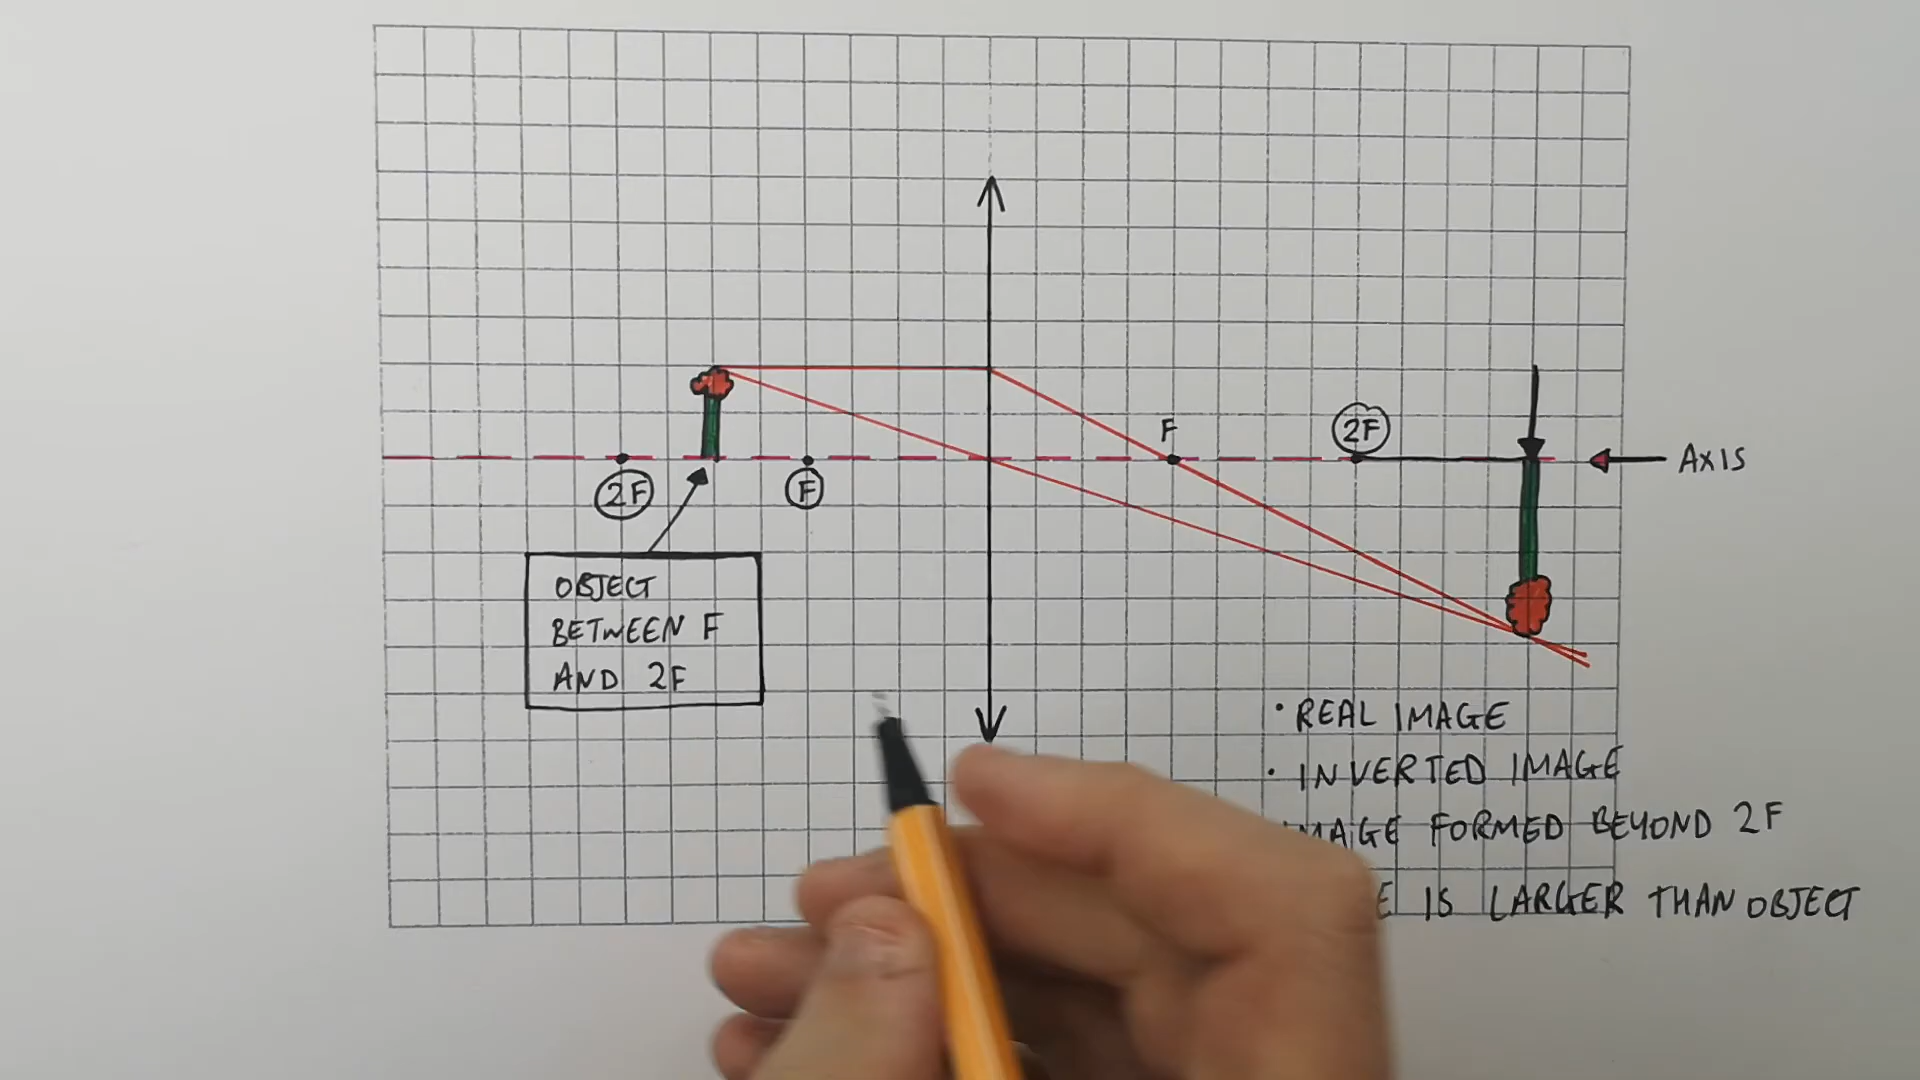 F
2F
AXIS
2F
F
OBJECT
BETWEEN F
AND 2F
• REAL IMAGE
• INVERTED IMAGE
FORMED BEYOND 2F
IS LARGER THAN OBJECT